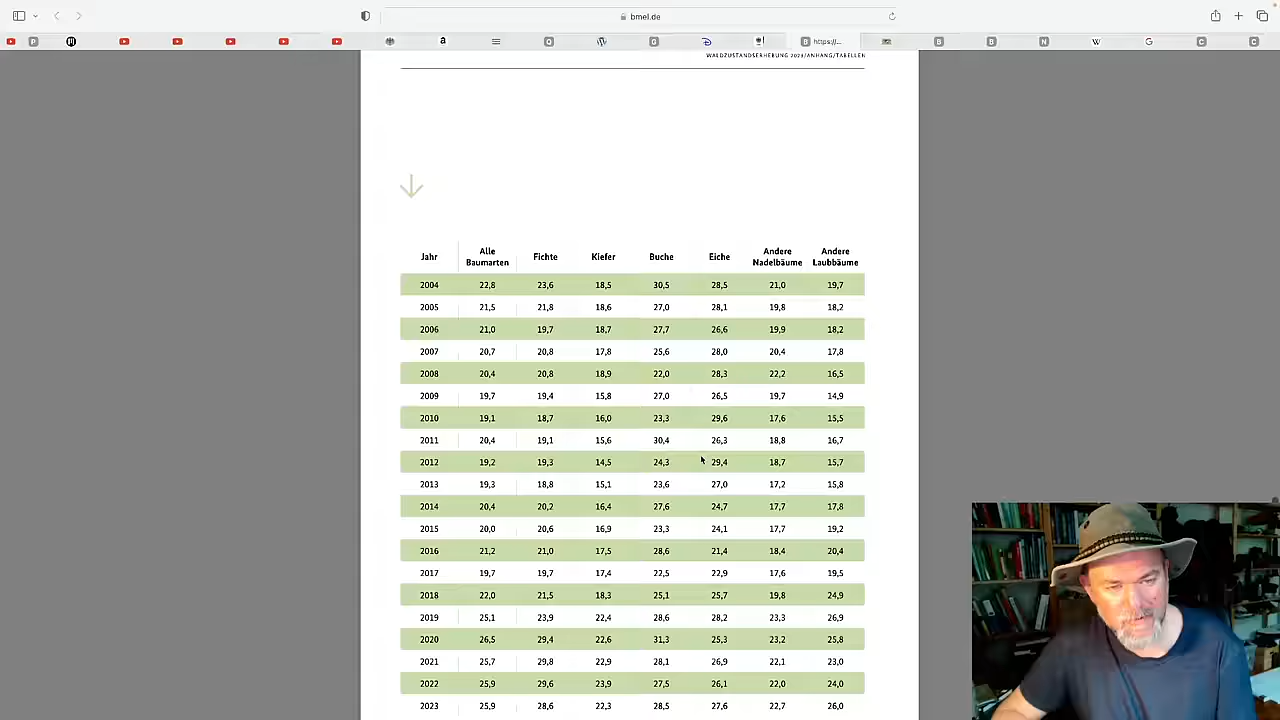 bmel.de
https://...
WALDZUSTANDSERHEBUNG 2023/ANHANG/TABELLEN
Jahr Alle Baumarten Fichte Kiefer Buche Eiche Andere Nadelbäume Andere Laubbäume
2004 22,8 23,6 18,5 30,5 28,5 21,0 19,7
2005 21,5 21,8 18,6 27,0 28,1 19,8 18,2
2006 21,0 19,7 18,7 27,7 26,6 19,9 18,2
2007 20,7 20,8 17,8 25,6 28,0 20,4 17,8
2008 20,4 20,8 18,9 22,0 28,3 22,2 16,5
2009 19,7 19,4 15,8 27,0 26,5 19,7 14,9
2010 19,1 18,7 16,0 23,3 29,6 17,6 15,5
2011 20,4 19,1 15,6 30,4 26,3 18,8 16,7
2012 19,2 19,3 14,5 24,3 29,4 18,7 15,7
2013 19,3 18,8 15,1 23,6 27,0 17,2 15,8
2014 20,4 20,2 16,4 27,6 24,7 17,7 17,8
2015 20,0 20,6 16,9 23,3 24,1 17,7 19,2
2016 21,2 21,0 17,5 28,6 21,4 18,4 20,4
2017 19,7 19,7 17,4 22,5 22,9 17,6 19,5
2018 22,0 21,5 18,3 25,1 25,7 19,8 24,9
2019 25,1 23,9 22,4 28,6 28,2 23,3 26,9
2020 26,5 29,4 22,6 31,3 25,3 23,2 25,8
2021 25,7 29,8 22,9 28,1 26,9 22,1 23,0
2022 25,9 29,6 23,9 27,5 26,1 22,0 24,0
2023 25,9 28,6 22,3 28,5 27,6 22,7 26,0